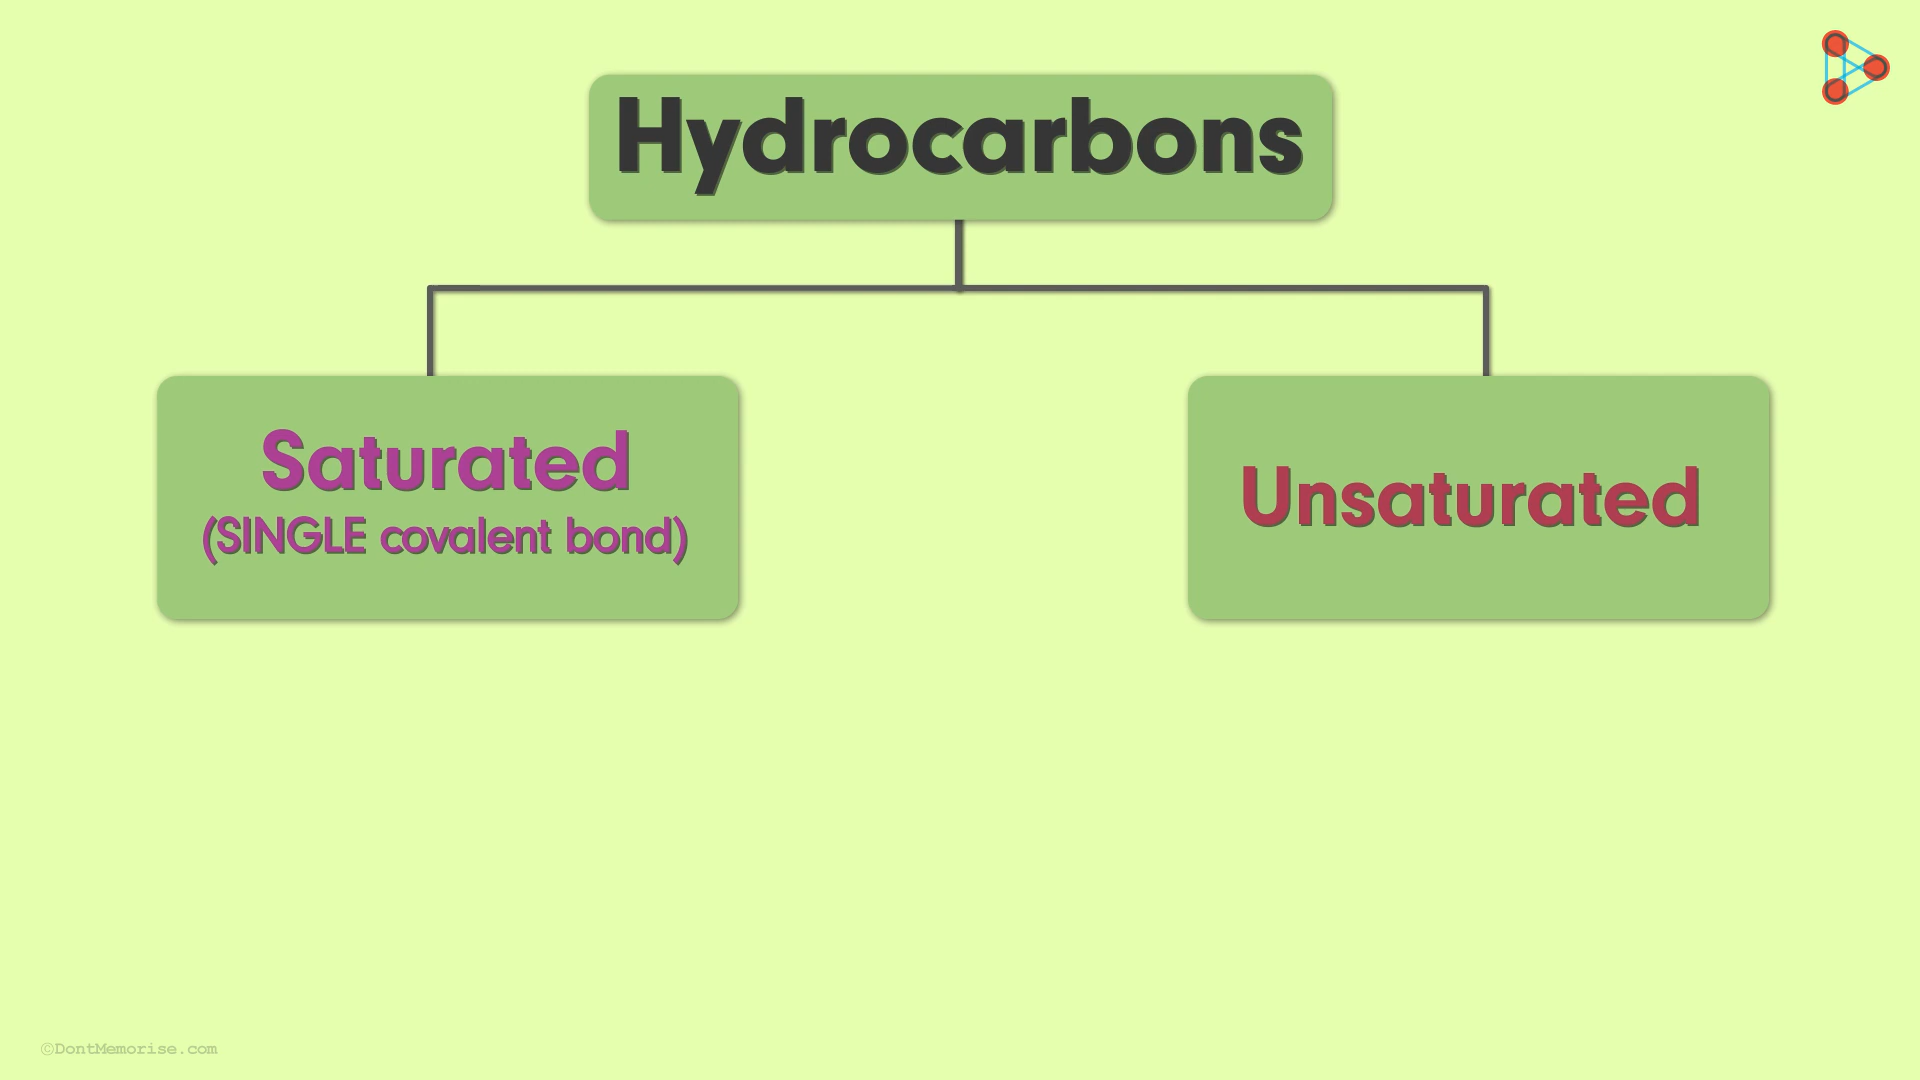 Hydrocarbons
Saturated
(SINGLE covalent bond)
Unsaturated
©DontMemorise.com